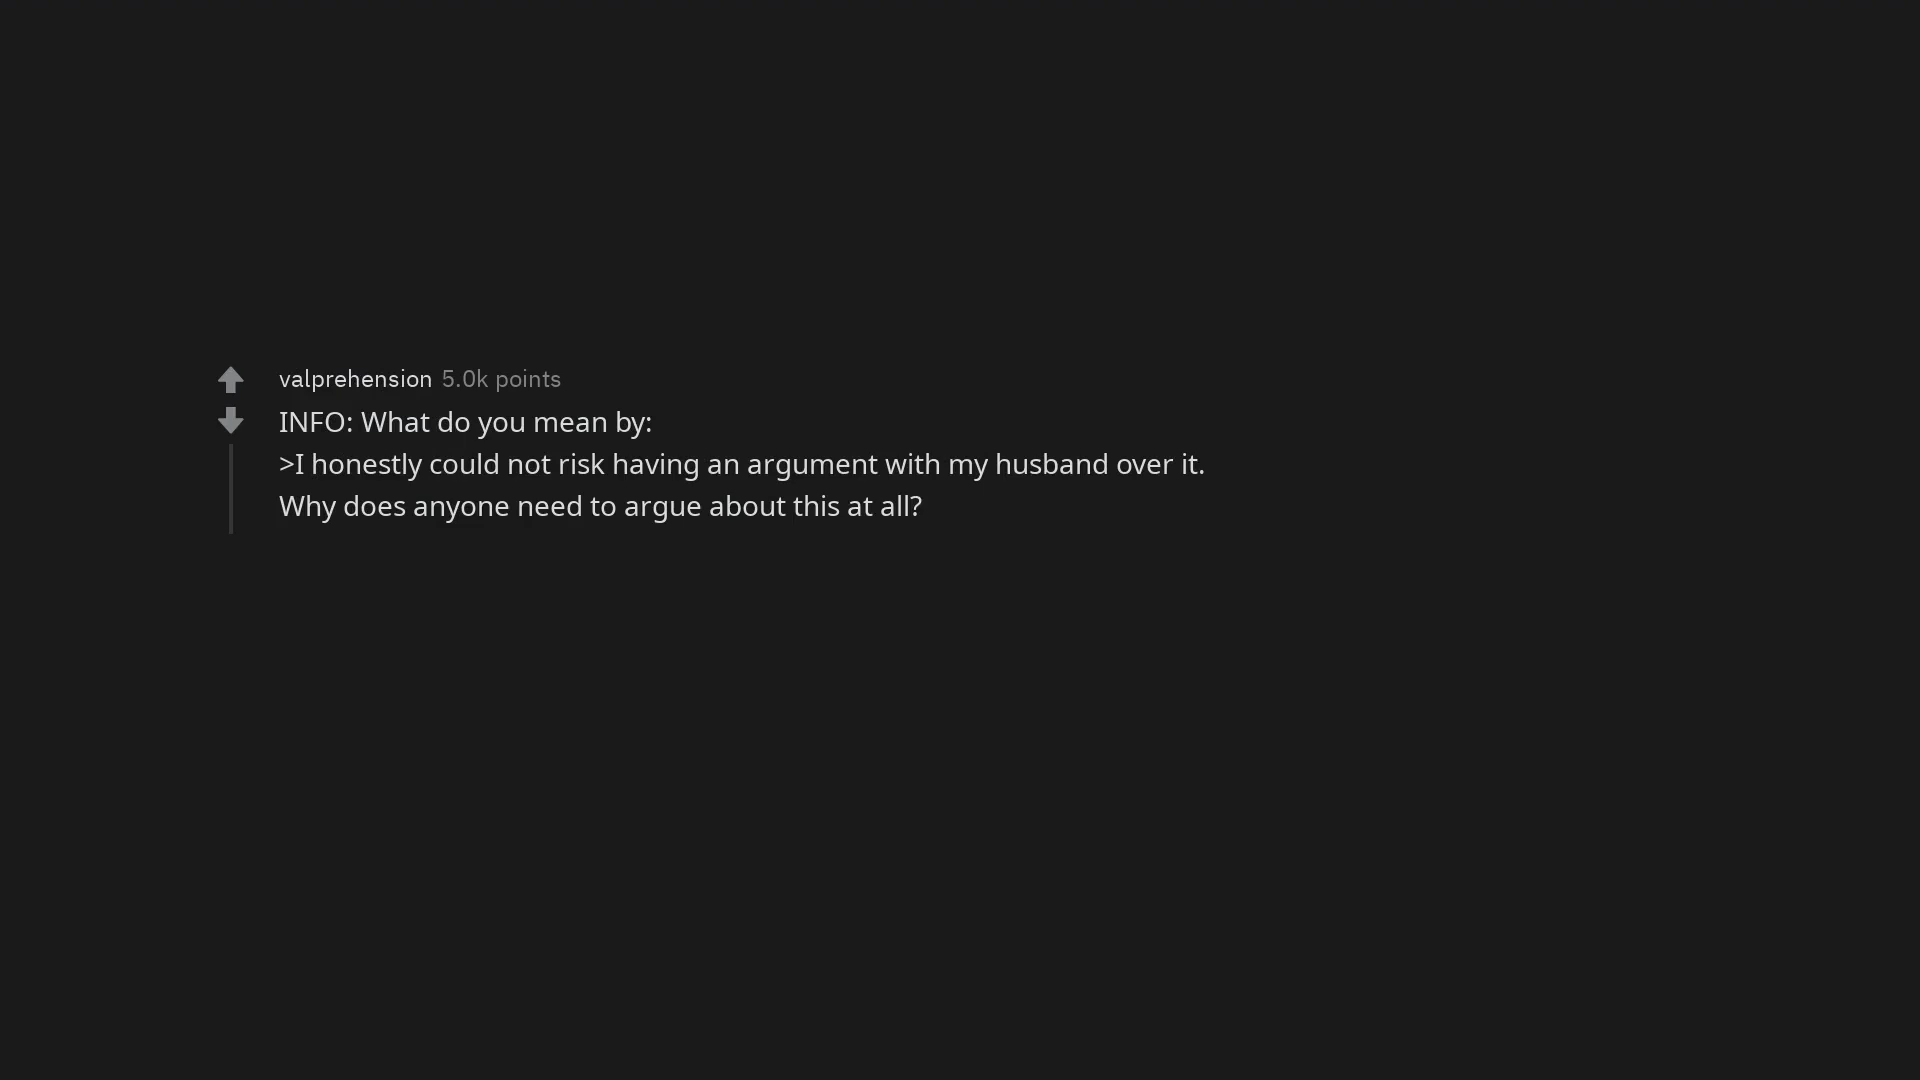 valprehension 5.0k points
INFO: What do you mean by:
>I honestly could not risk having an argument with my husband over it.
Why does anyone need to argue about this at all?